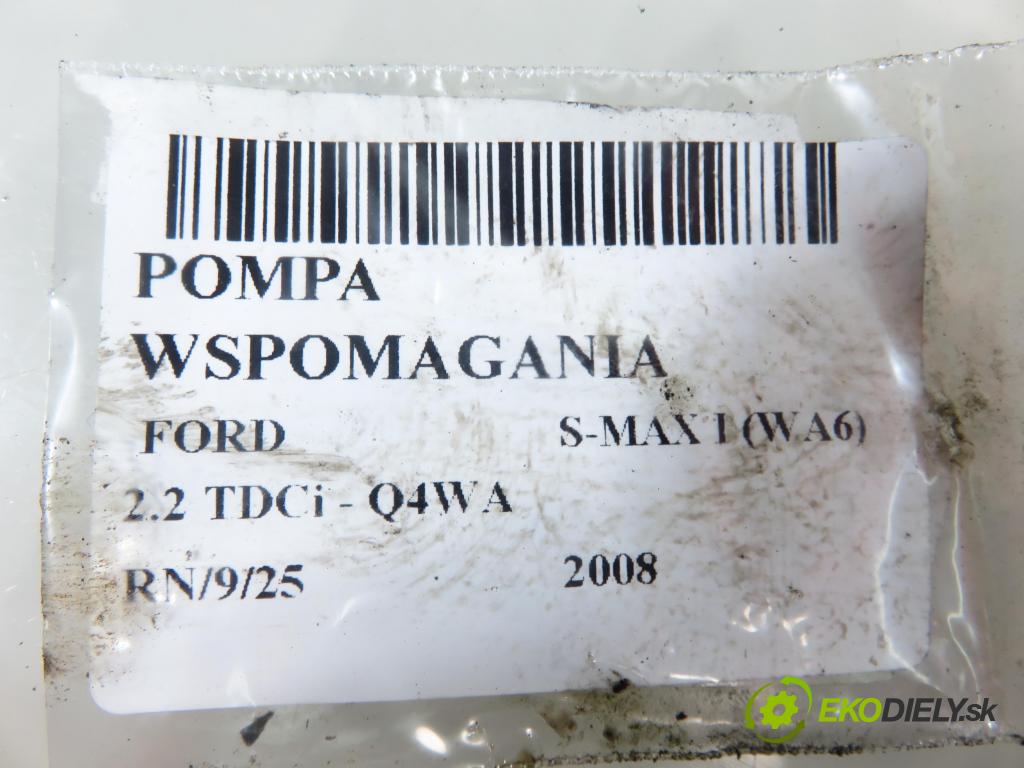 POMPA
WSPOMAGANIA
FORD S-MAX I (WA6)
2.2 TDCi - Q4WA
RN/9/25 2008
EKODIELY.sk